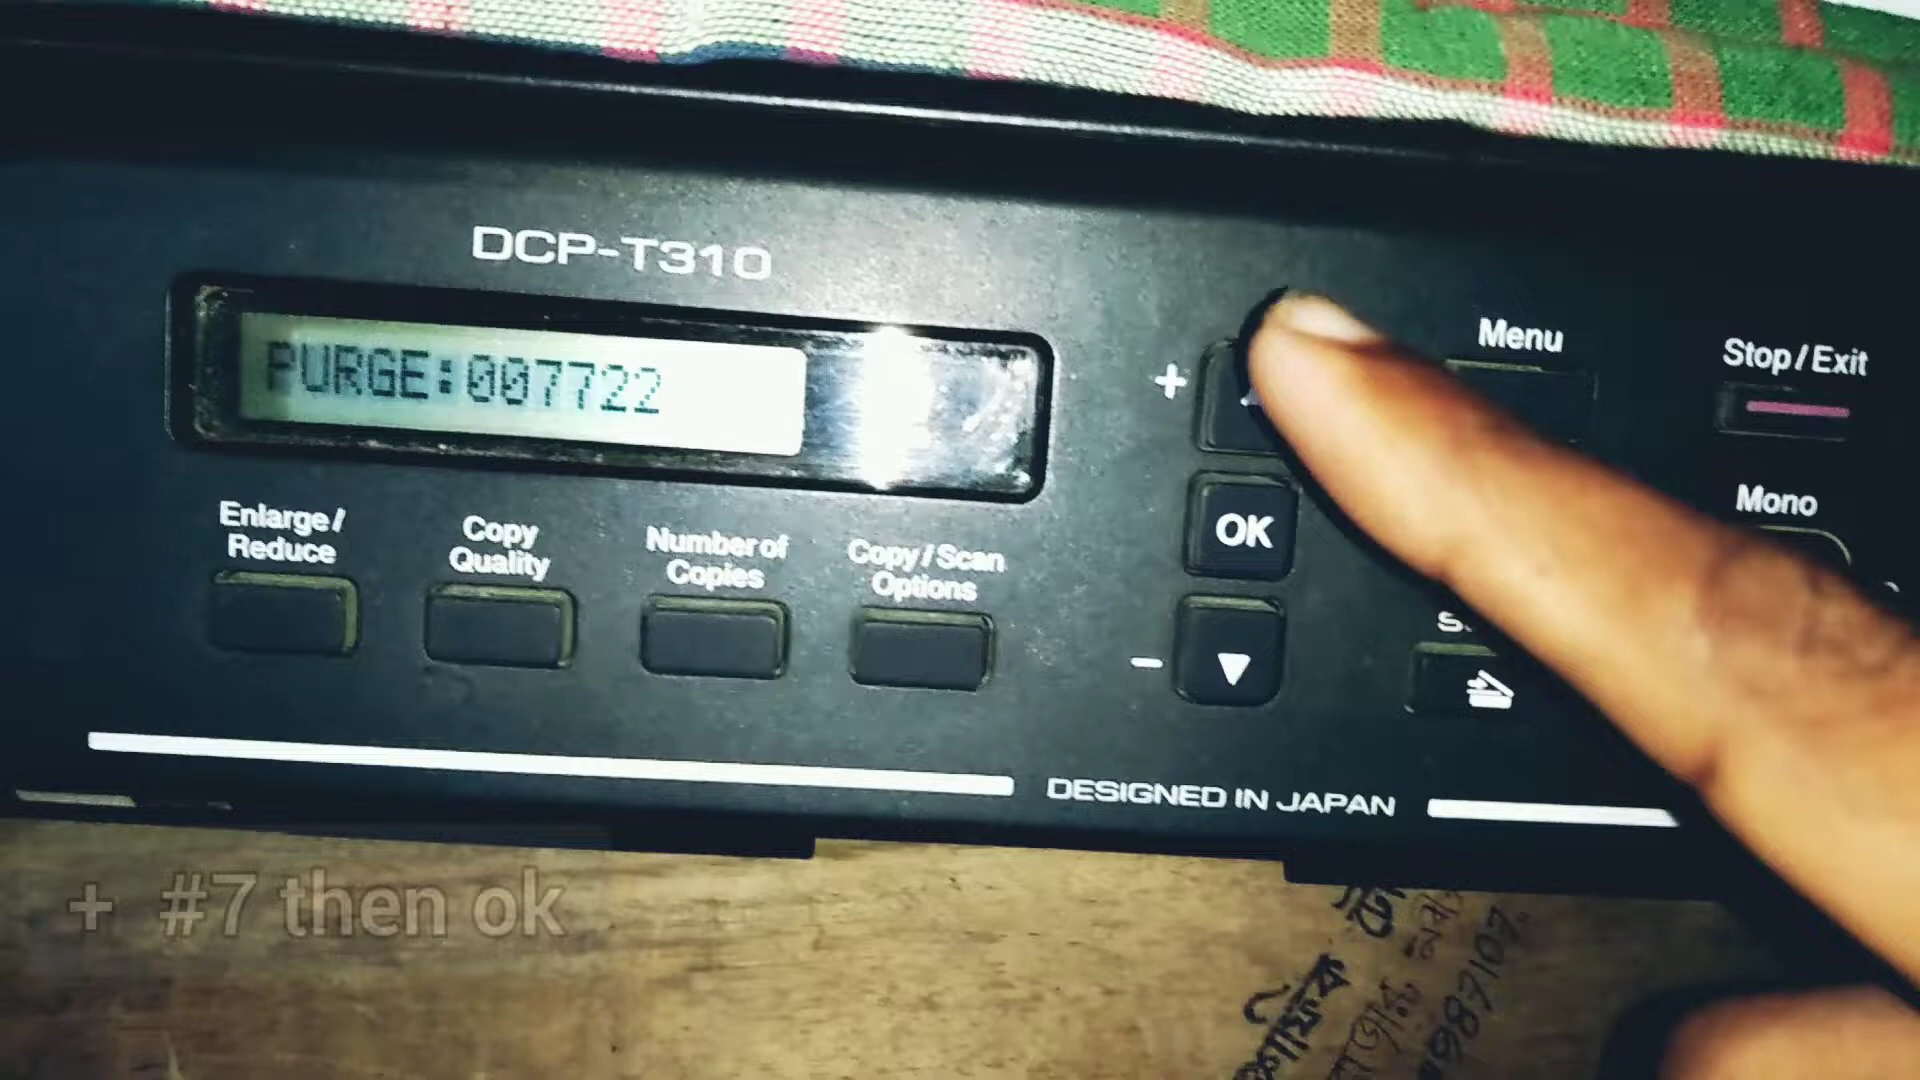 DCP-T310
PURGE:007722
+
Menu
Stop/Exit
OK
Mono
Enlarge/
Reduce
Copy
Quality
Number of
Copies
Copy/Scan
Options
-
DESIGNED IN JAPAN
+ #7 then ok